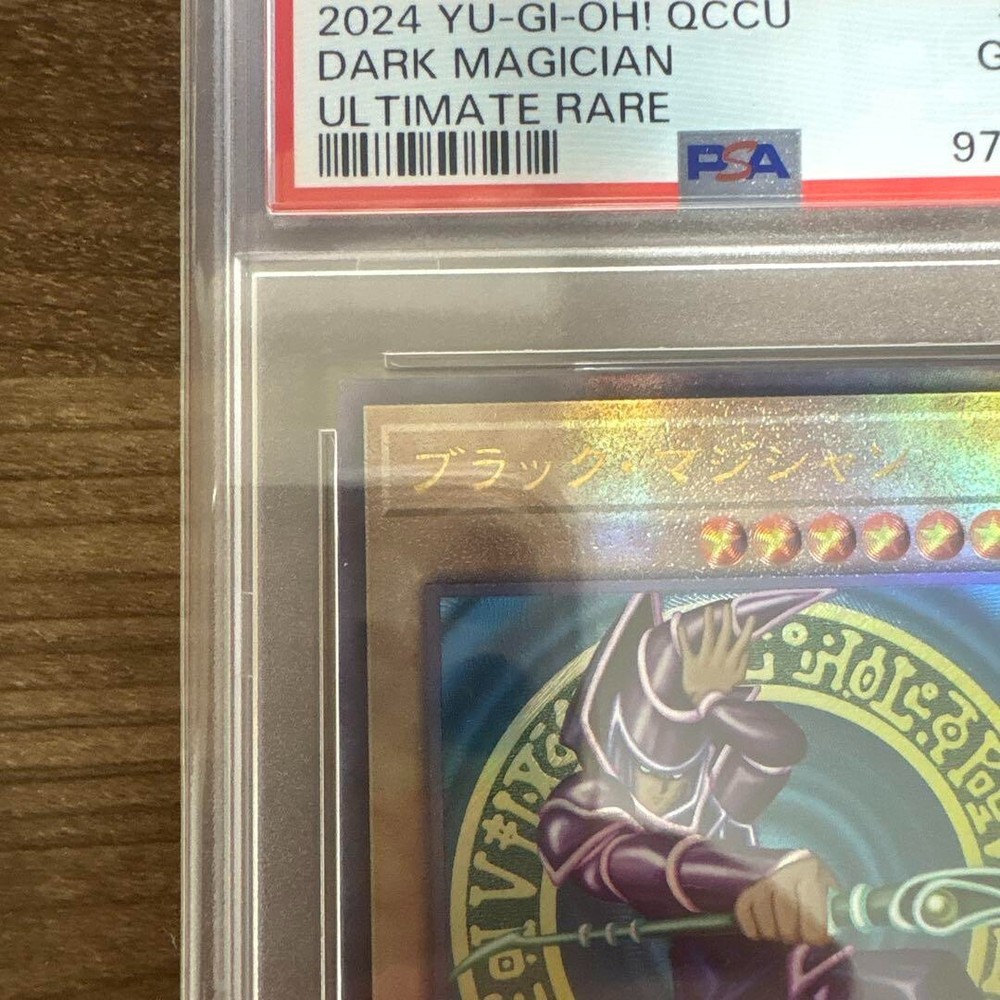 2024 YU-GI-OH! QCCU
DARK MAGICIAN
G
ULTIMATE RARE
PSA
97
ブラック・マジシャン